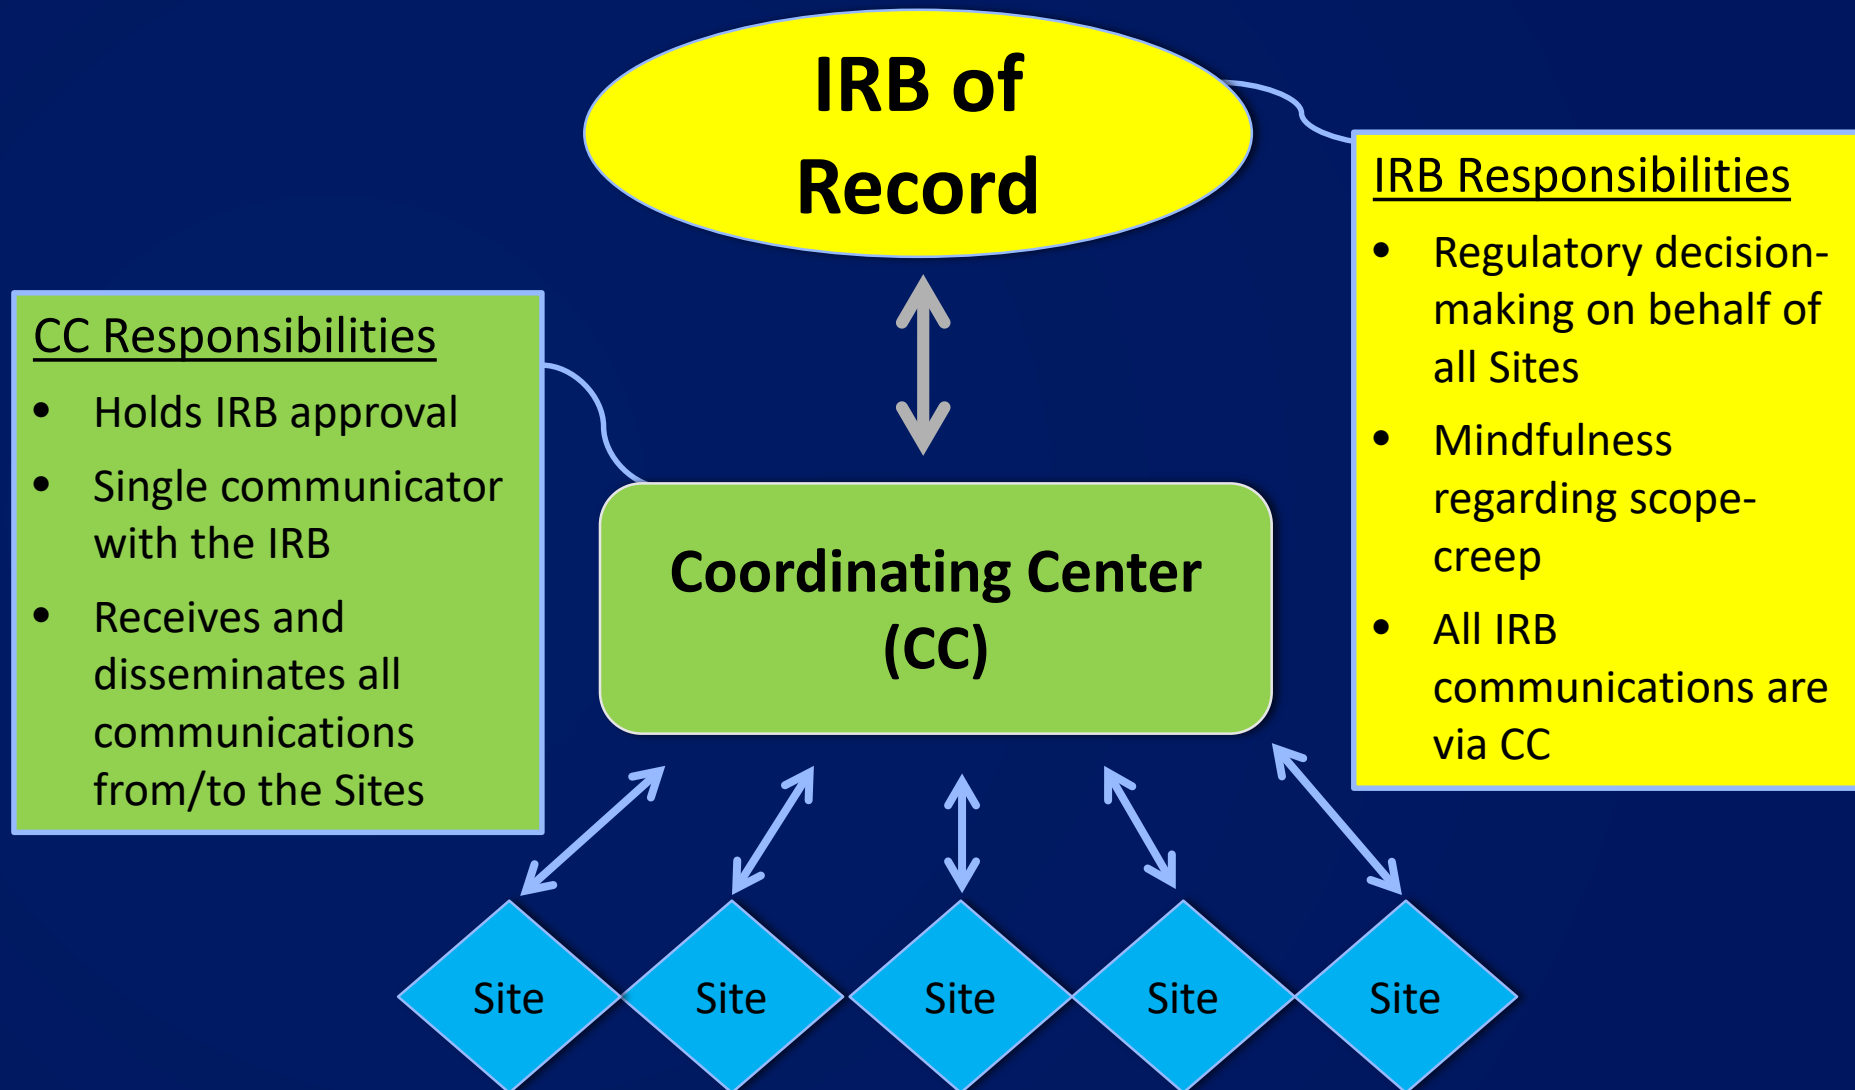 IRB of
Record
CC Responsibilities
• Holds IRB approval
• Single communicator
with the IRB
• Receives and
disseminates all
communications
from/to the Sites
IRB Responsibilities
• Regulatory decision-
making on behalf of
all Sites
• Mindfulness
regarding scope-
creep
• All IRB
communications are
via CC
Coordinating Center
(CC)
Site
Site
Site
Site
Site